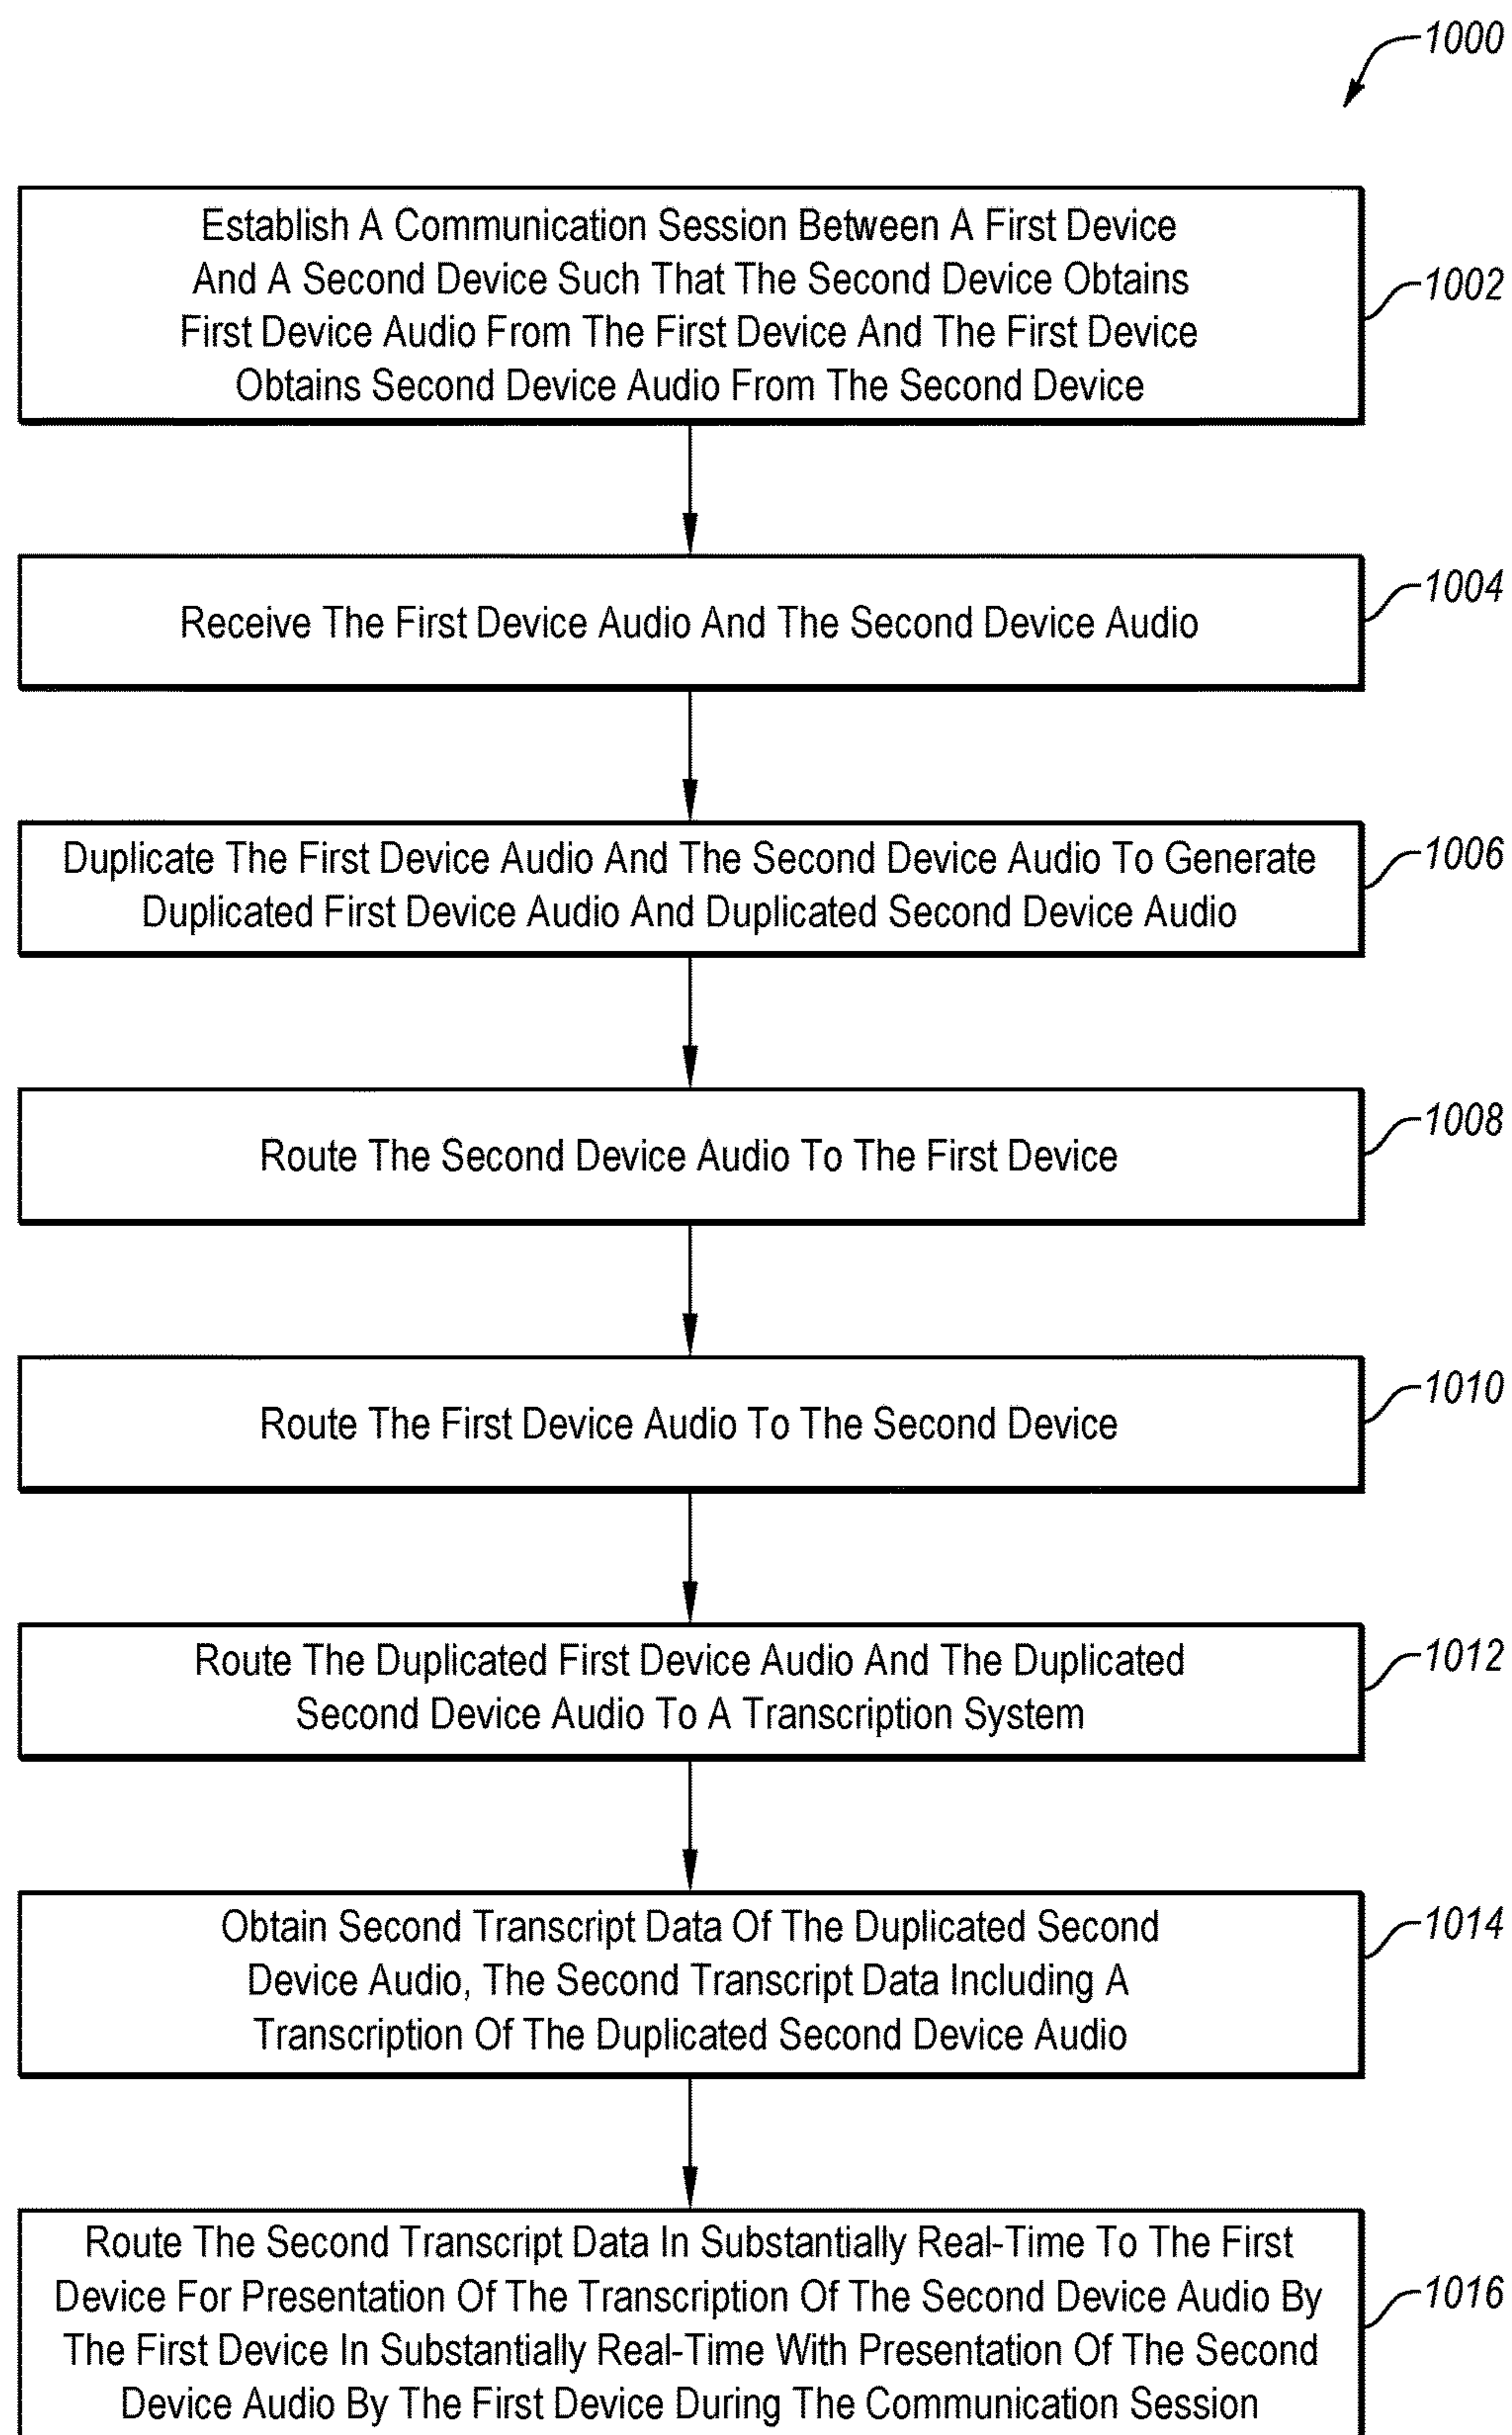 1000
Establish A Communication Session Between A First Device
And A Second Device Such That The Second Device Obtains
First Device Audio From The First Device And The First Device
Obtains Second Device Audio From The Second Device
1002
Receive The First Device Audio And The Second Device Audio
1004
Duplicate The First Device Audio And The Second Device Audio To Generate
Duplicated First Device Audio And Duplicated Second Device Audio
1006
Route The Second Device Audio To The First Device
1008
Route The First Device Audio To The Second Device
1010
Route The Duplicated First Device Audio And The Duplicated
Second Device Audio To A Transcription System
1012
Obtain Second Transcript Data Of The Duplicated Second
Device Audio, The Second Transcript Data Including A
Transcription Of The Duplicated Second Device Audio
1014
Route The Second Transcript Data In Substantially Real-Time To The First
Device For Presentation Of The Transcription Of The Second Device Audio By
The First Device In Substantially Real-Time With Presentation Of The Second
Device Audio By The First Device During The Communication Session
1016